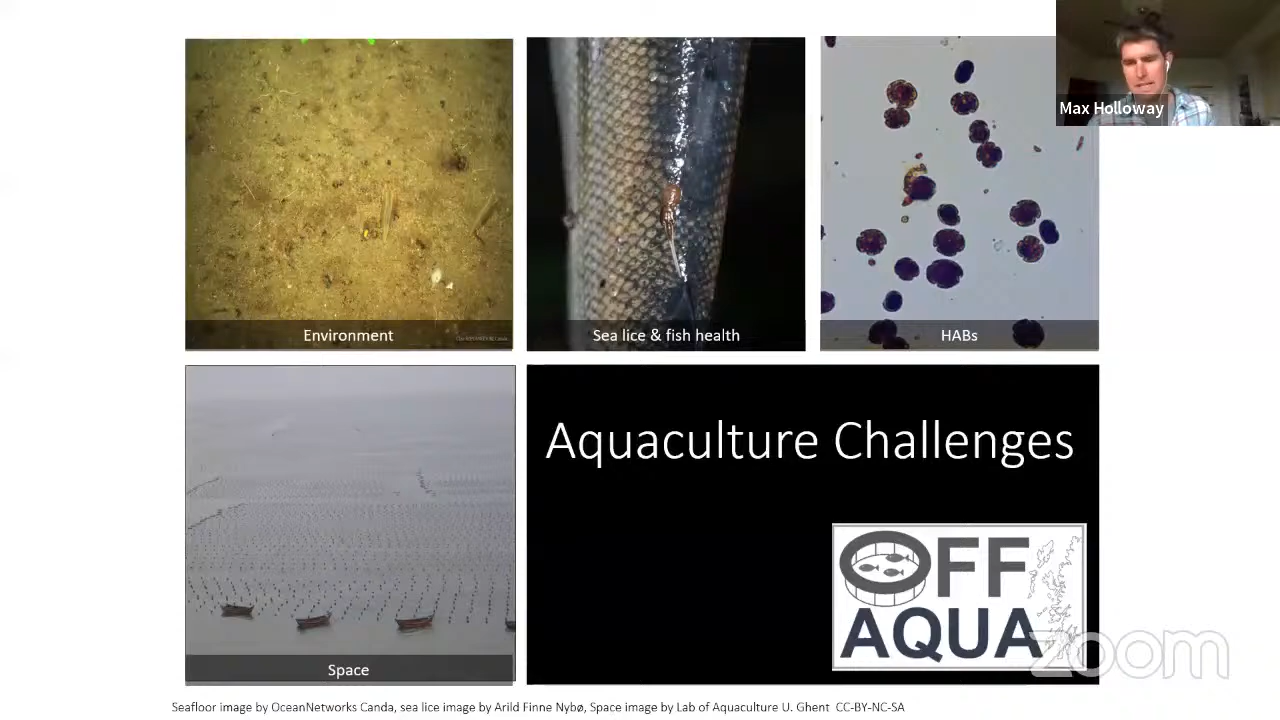 Max Holloway
Environment
Sea lice & fish health
HABs
Aquaculture Challenges
OFF
AQUA
zoom
Space
Seafloor image by OceanNetworks Canda, sea lice image by Arild Finne Nybø, Space image by Lab of Aquaculture U. Ghent CC-BY-NC-SA